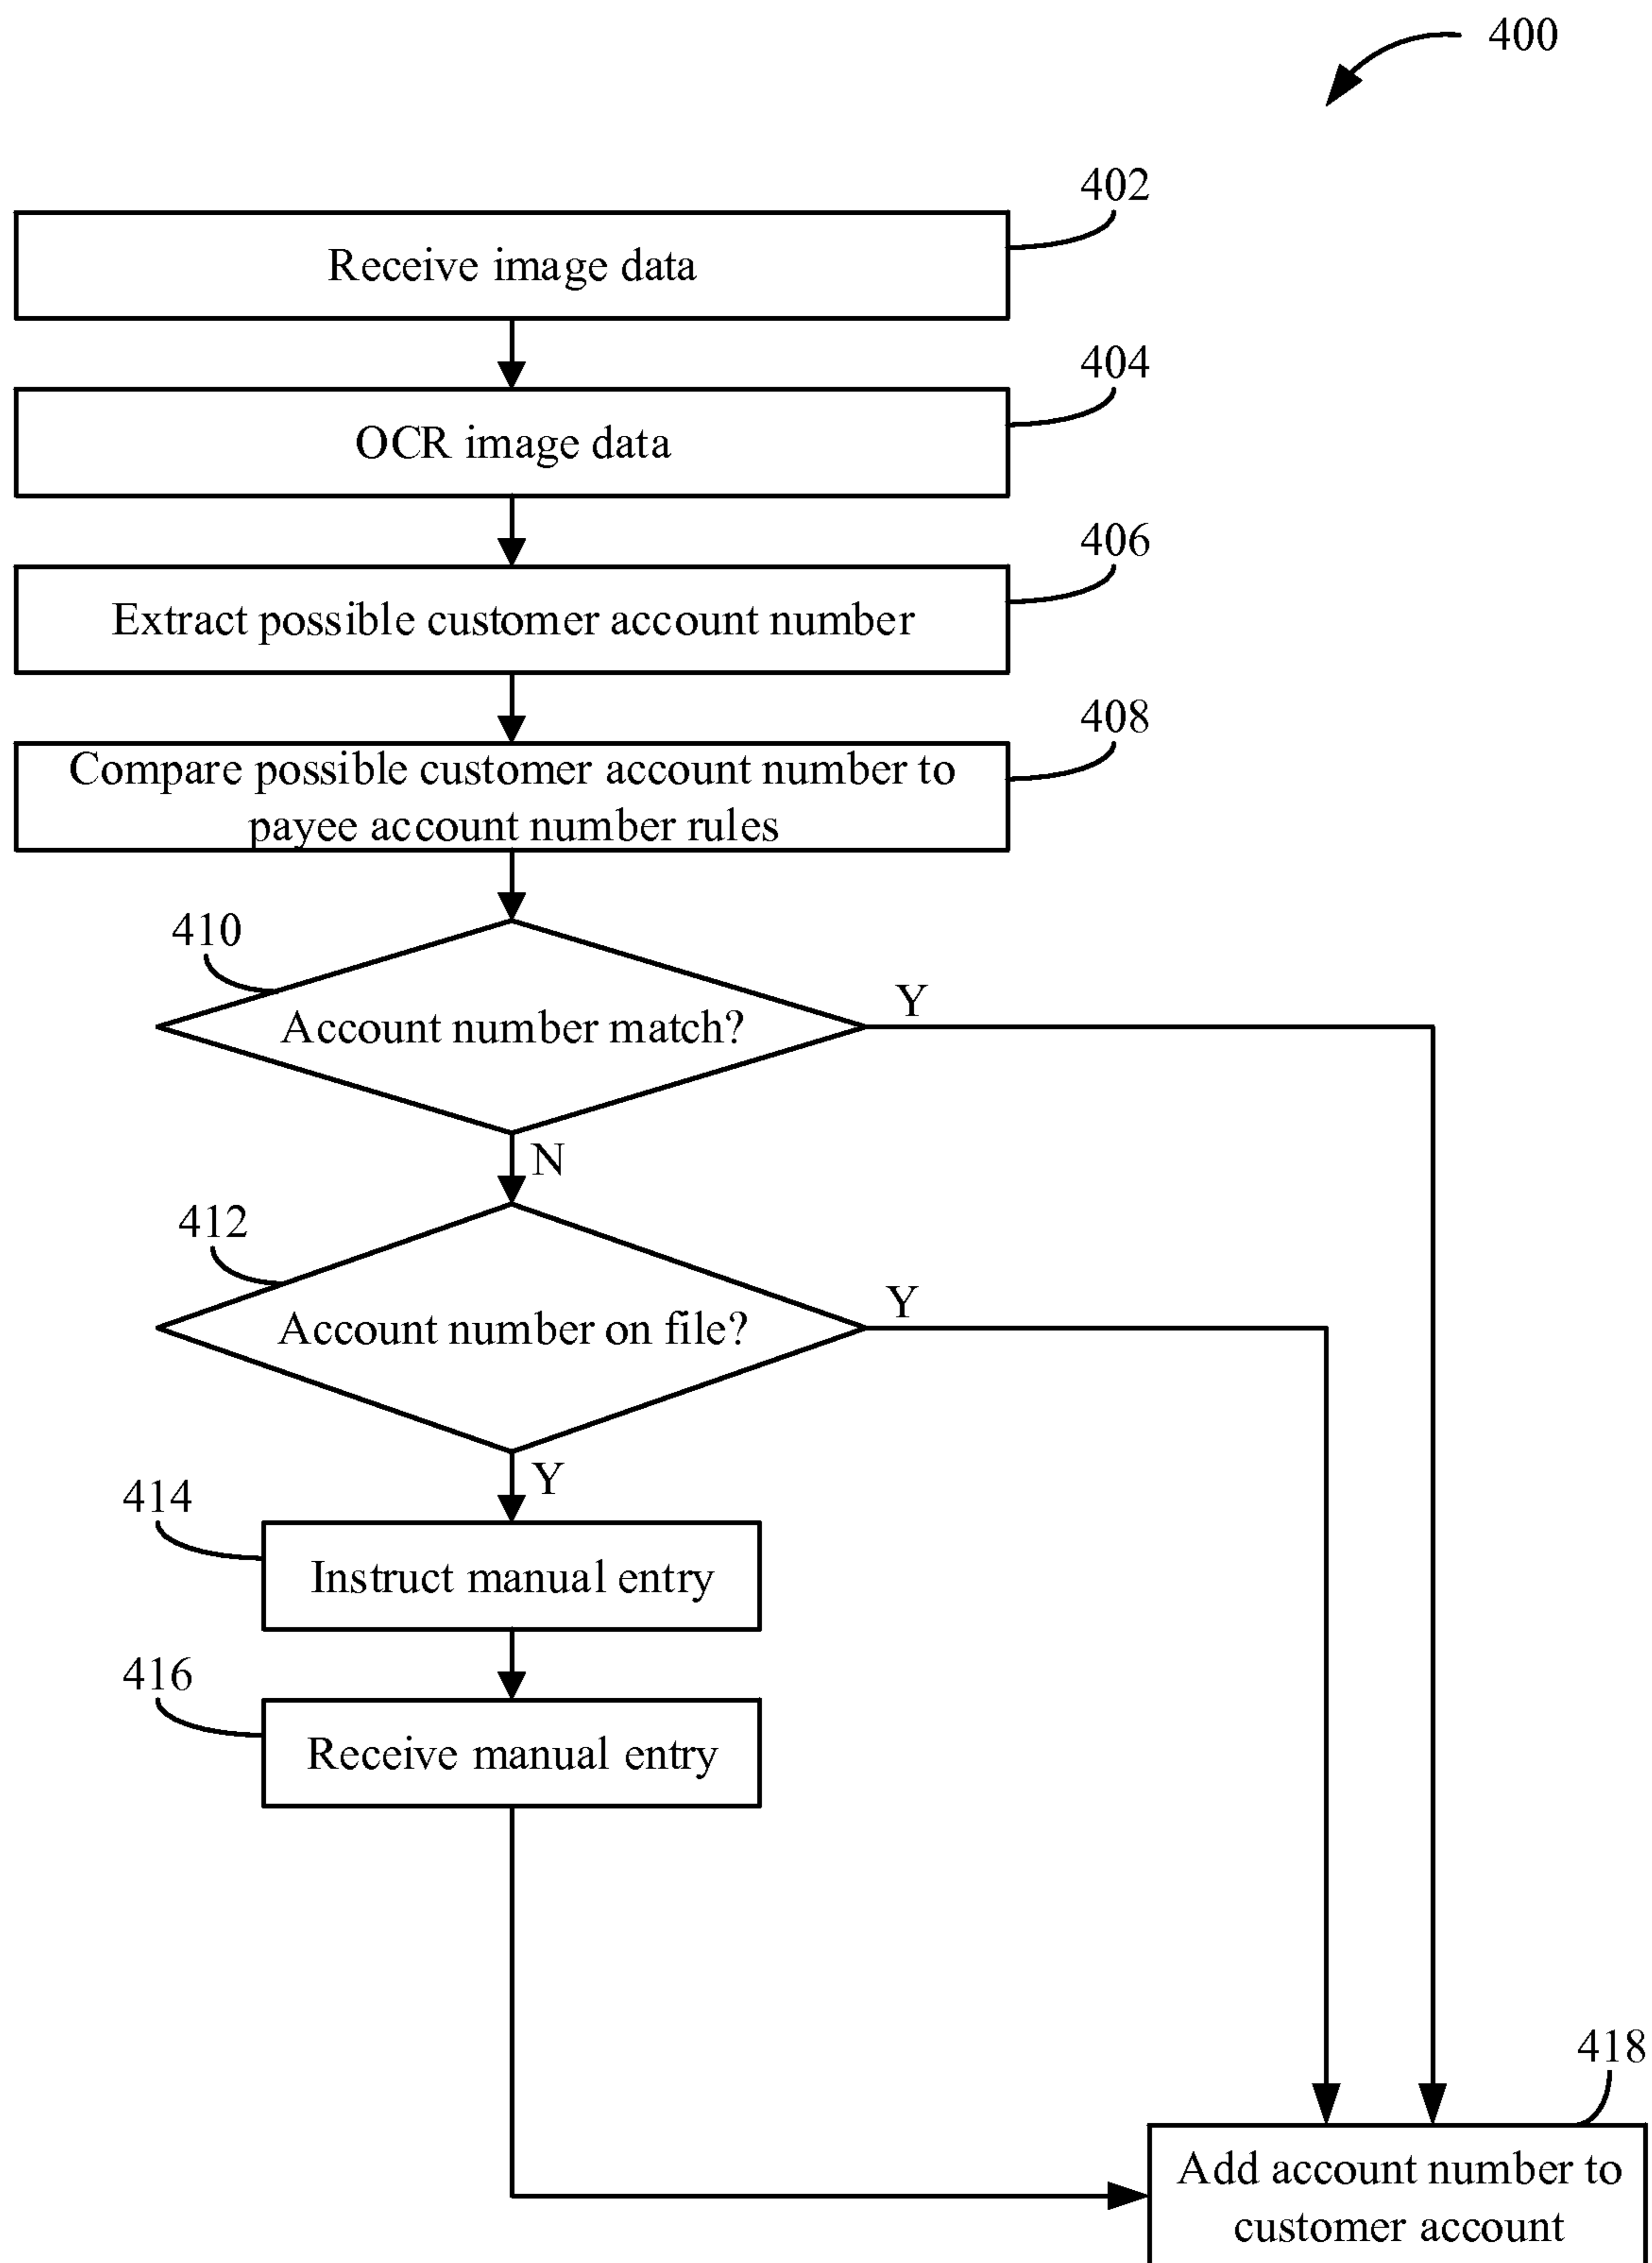 400
402
Receive image data
404
OCR image data
406
Extract possible customer account number
408
Compare possible customer account number to
payee account number rules
410
Account number match?
Y
N
412
Account number on file?
Y
Y
414
Instruct manual entry
416
Receive manual entry
418
Add account number to
customer account